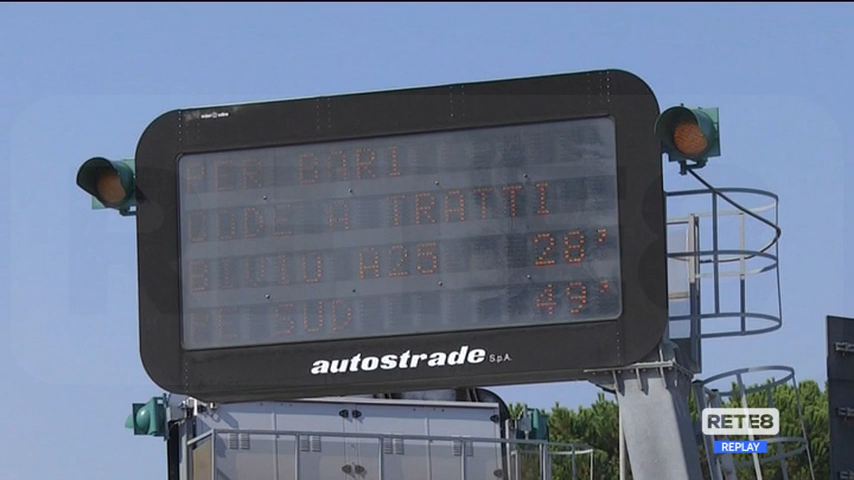 PER BARI
CODE A TRATTI
BIVIO A25 28'
PE SUD 49'
autostrade S.p.A.
RETE8
REPLAY